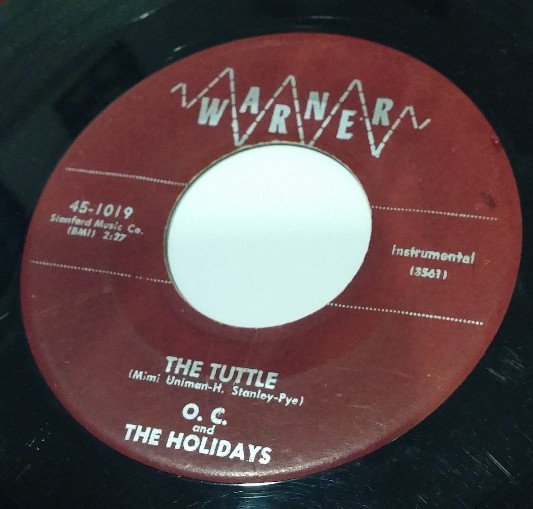 WARNER
45-1019
Stanford Music Co.
(BMI) 2:27
Instrumental
(3561)
THE TUTTLE
(Mimi Uniman-H. Stanley-Pye)
O. C.
and
THE HOLIDAYS